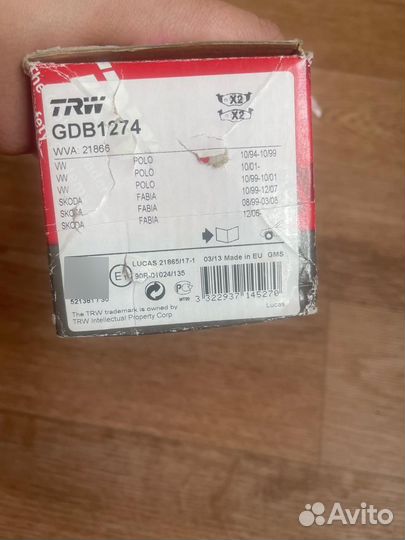 TRW
X2
GDB1274
X2
WVA: 21866
VW POLO 10/94-10/99
VW POLO 10/01-
VW POLO 10/99-10/01
SKODA FABIA 10/99-12/07
SKODA FABIA 08/99-03/08
SKODA FABIA 12/06-
LUCAS 21865/17-1 03/13 Made in EU GMS
E 90R-01024/135
3 322937 145270
The TRW trademark is owned by Lucas
TRW Intellectual Property Corp.
Avito